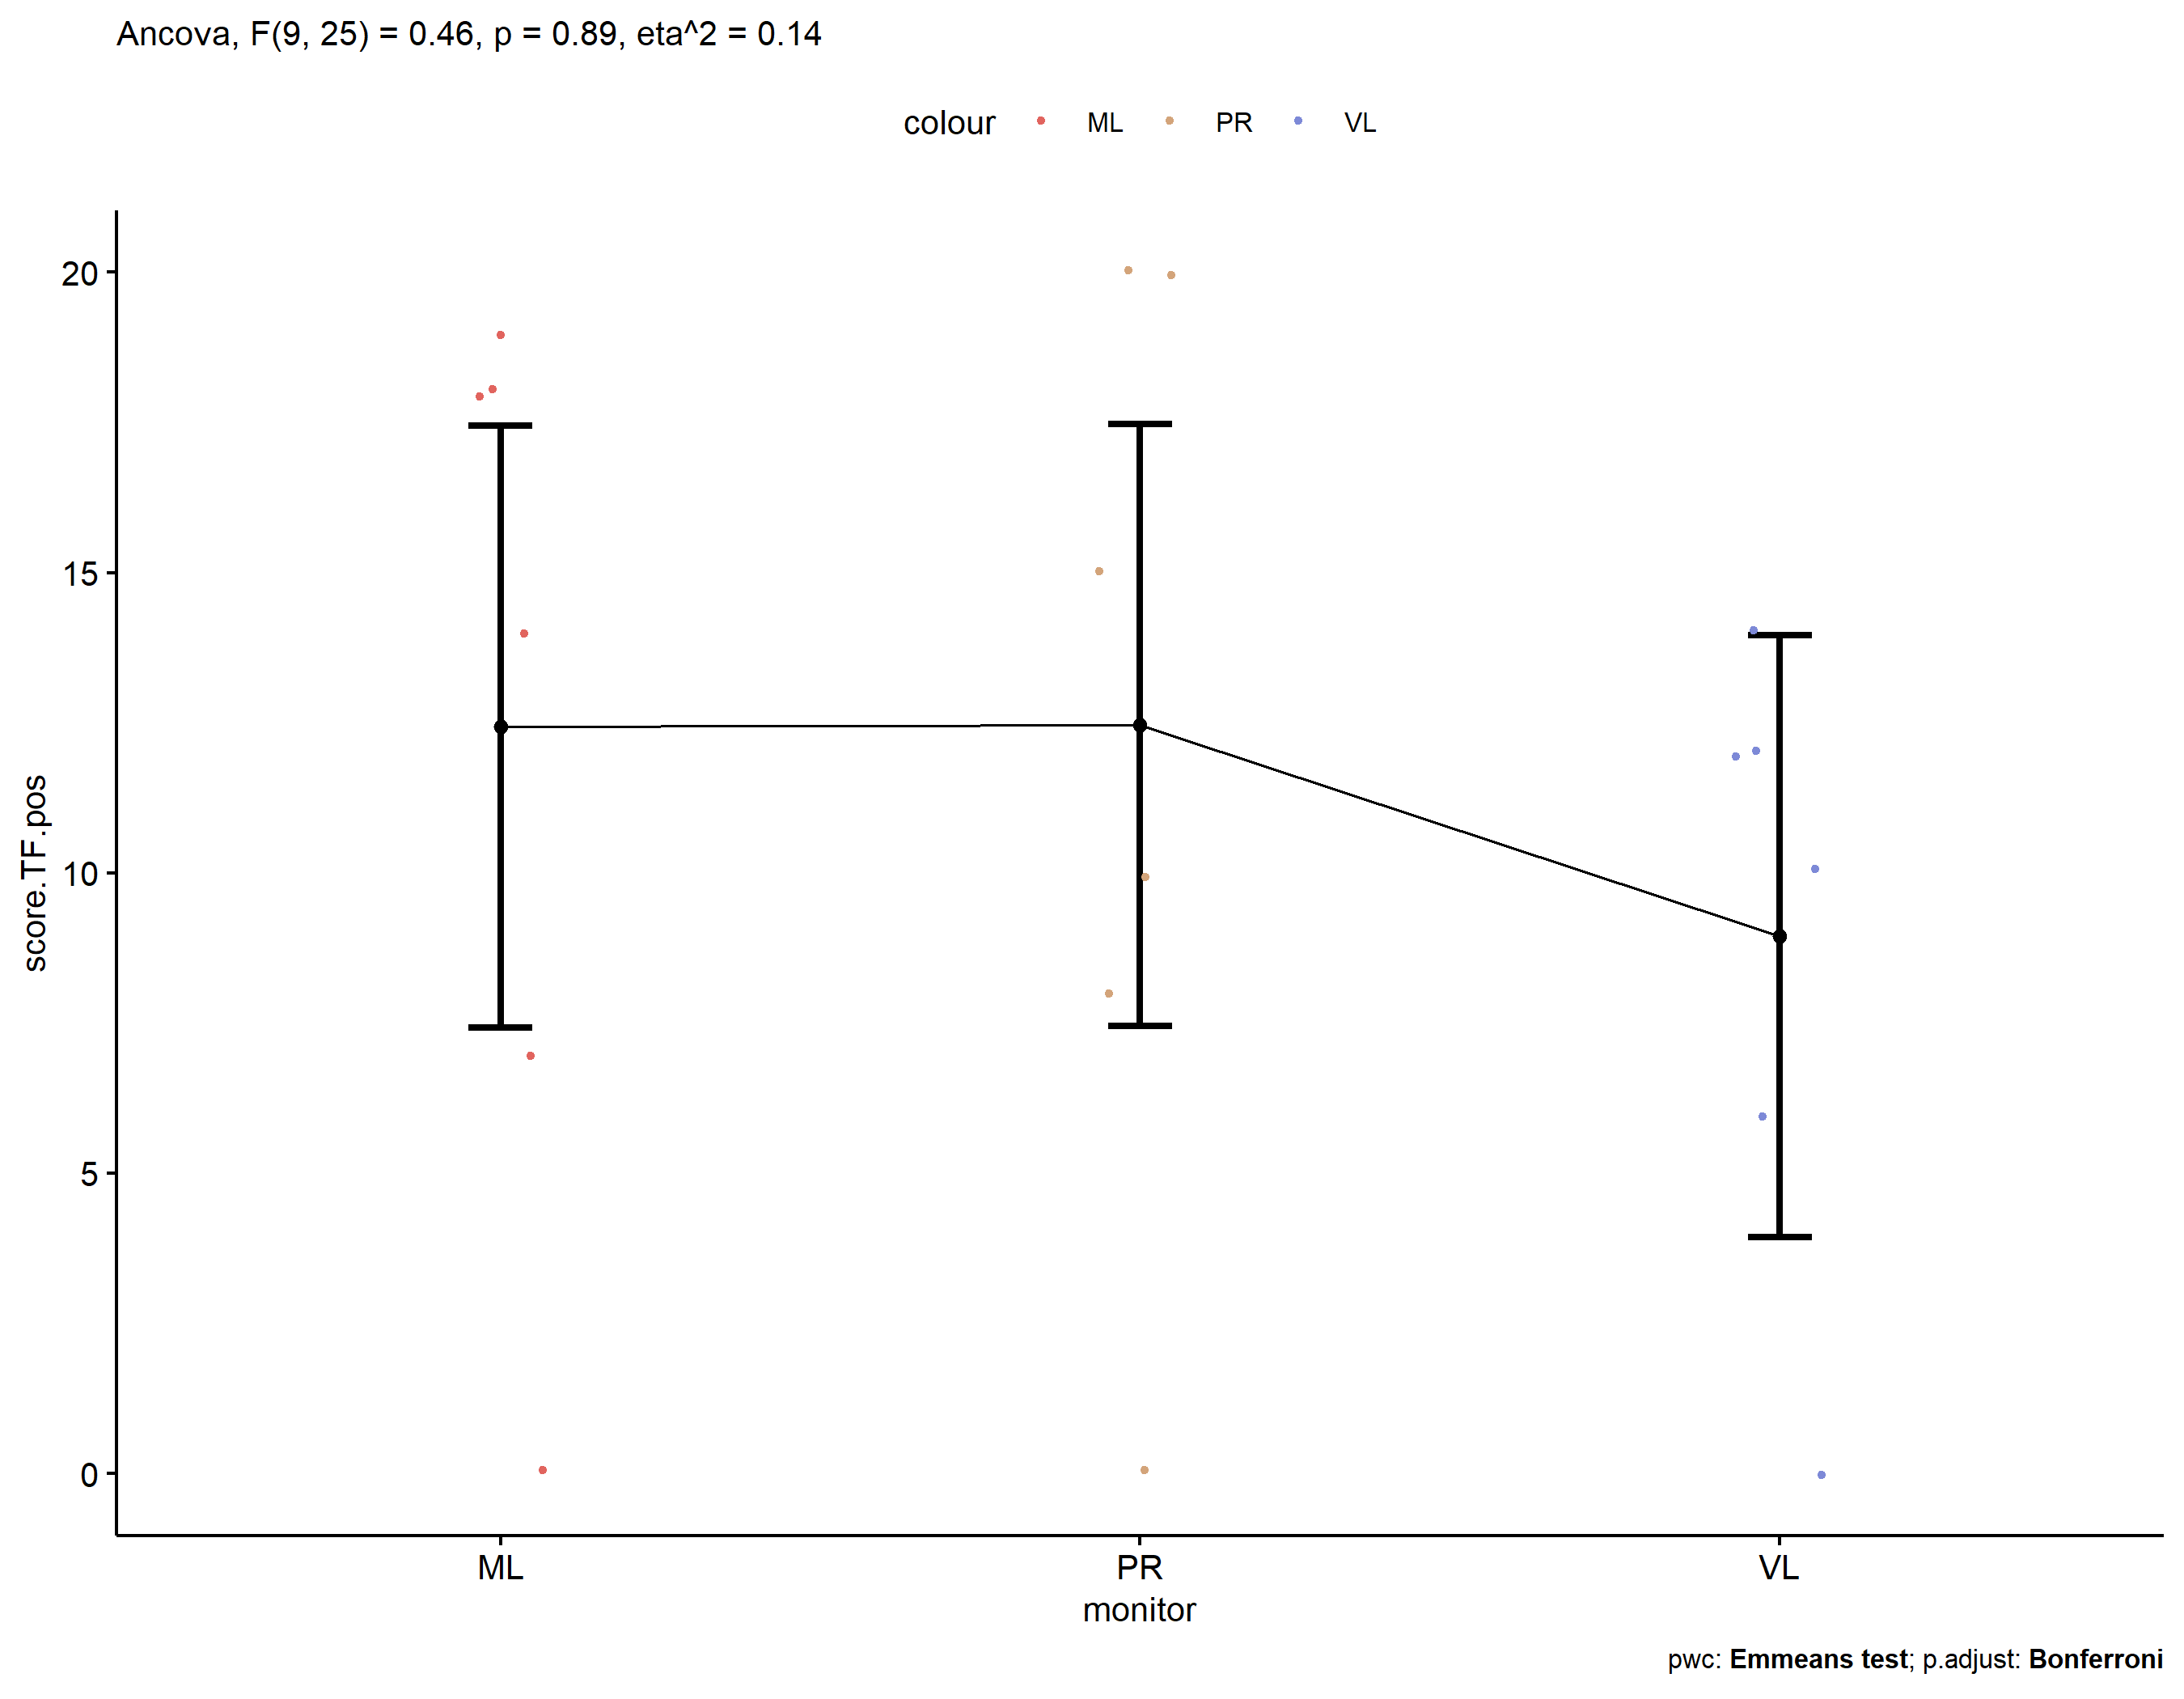 Ancova, F(9, 25) = 0.46, p = 0.89, eta^2 = 0.14
colour ML PR VL
score.TF.pos
20
15
10
5
0
ML PR VL
monitor
pwc: Emmeans test; p.adjust: Bonferroni